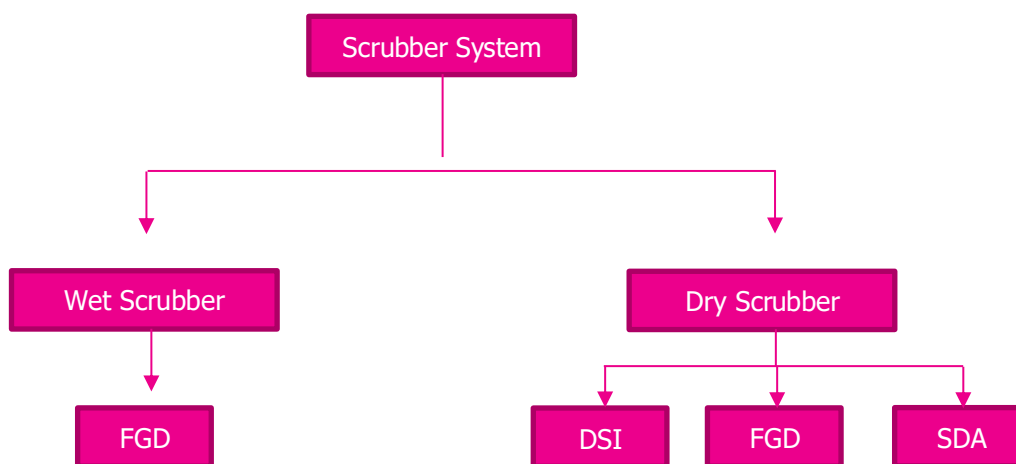 Scrubber System
Wet Scrubber
Dry Scrubber
FGD
DSI
FGD
SDA